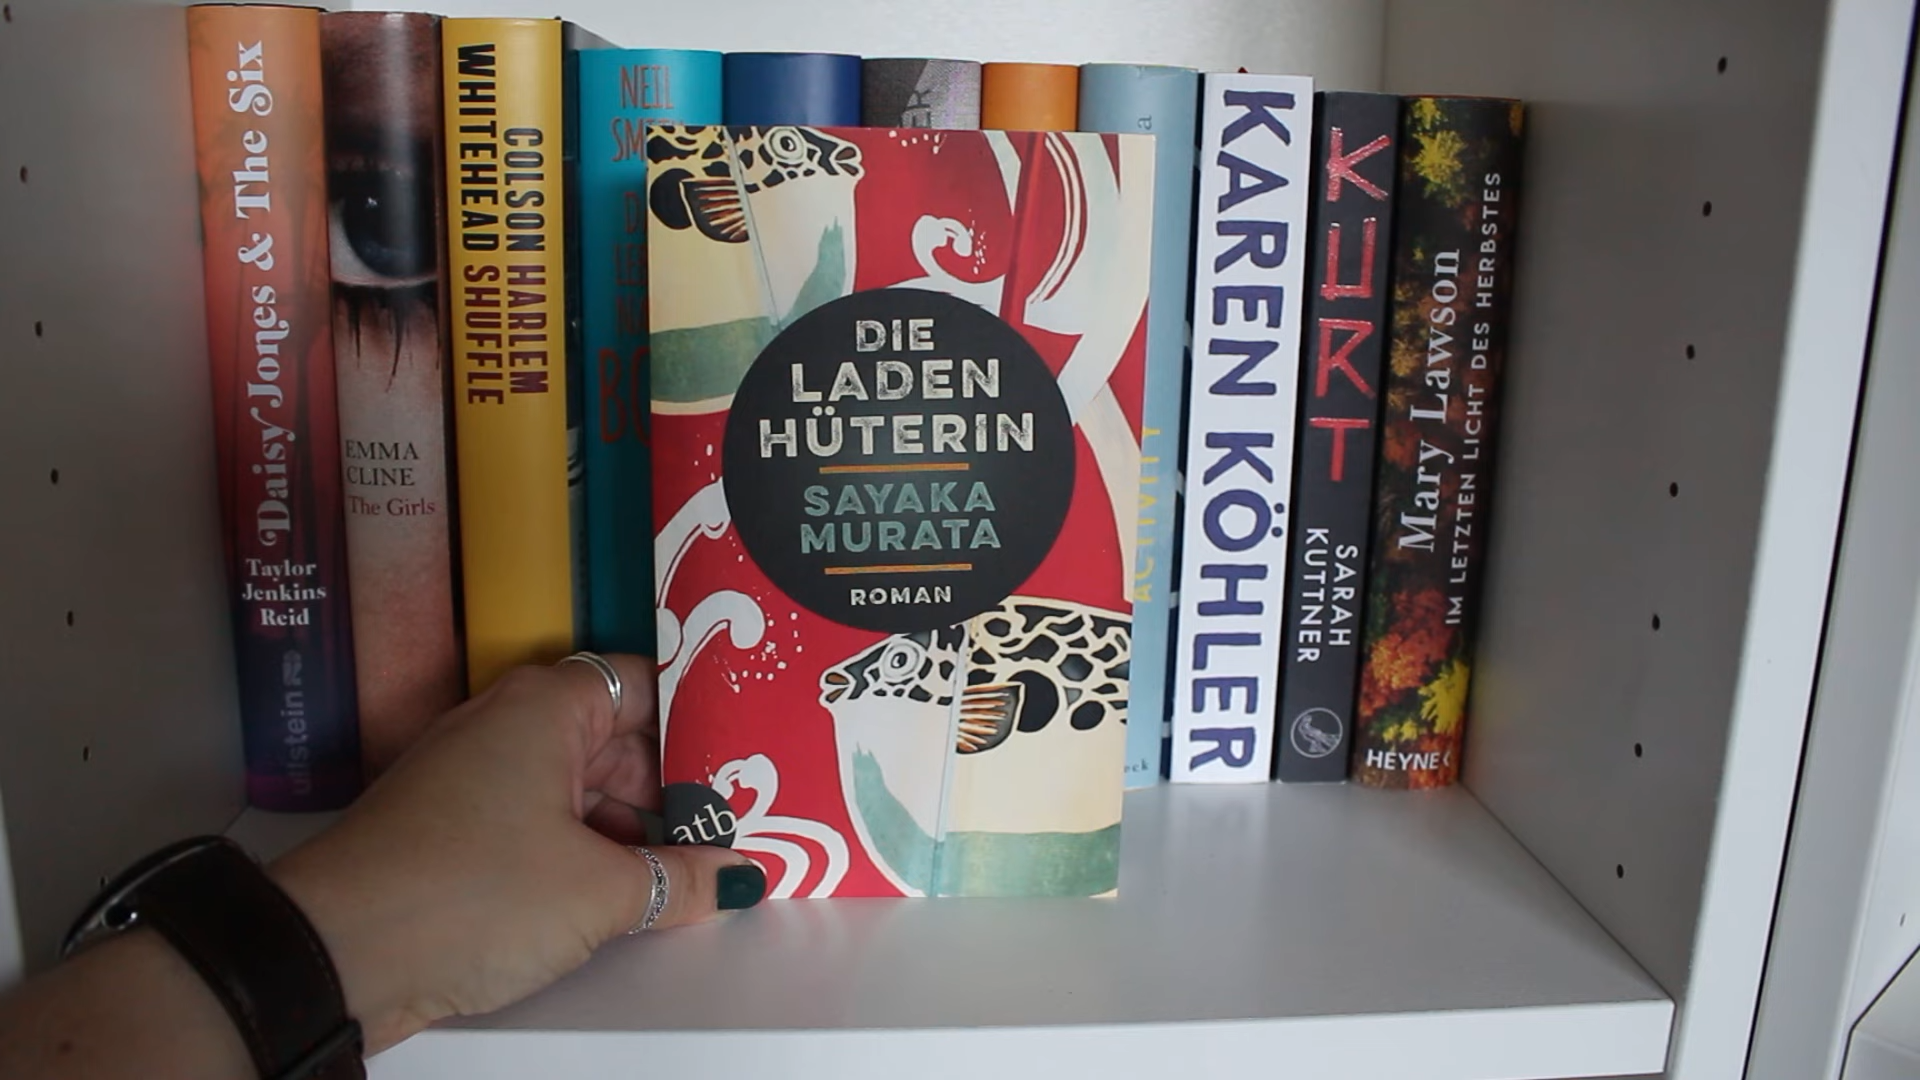 Daisy Jones & The Six
Taylor
Jenkins
Reid
ullstein
EMMA
CLINE
The Girls
COLSON HARLEM
WHITEHEAD SHUFFLE
NEIL
DIE
LADEN
HÜTERIN
SAYAKA
MURATA
ROMAN
atb
KAREN KÖHLER
KURT
SARAH
KUTTNER
Mary Lawson
IM LETZTEN LICHT DES HERBSTES
HEYNE